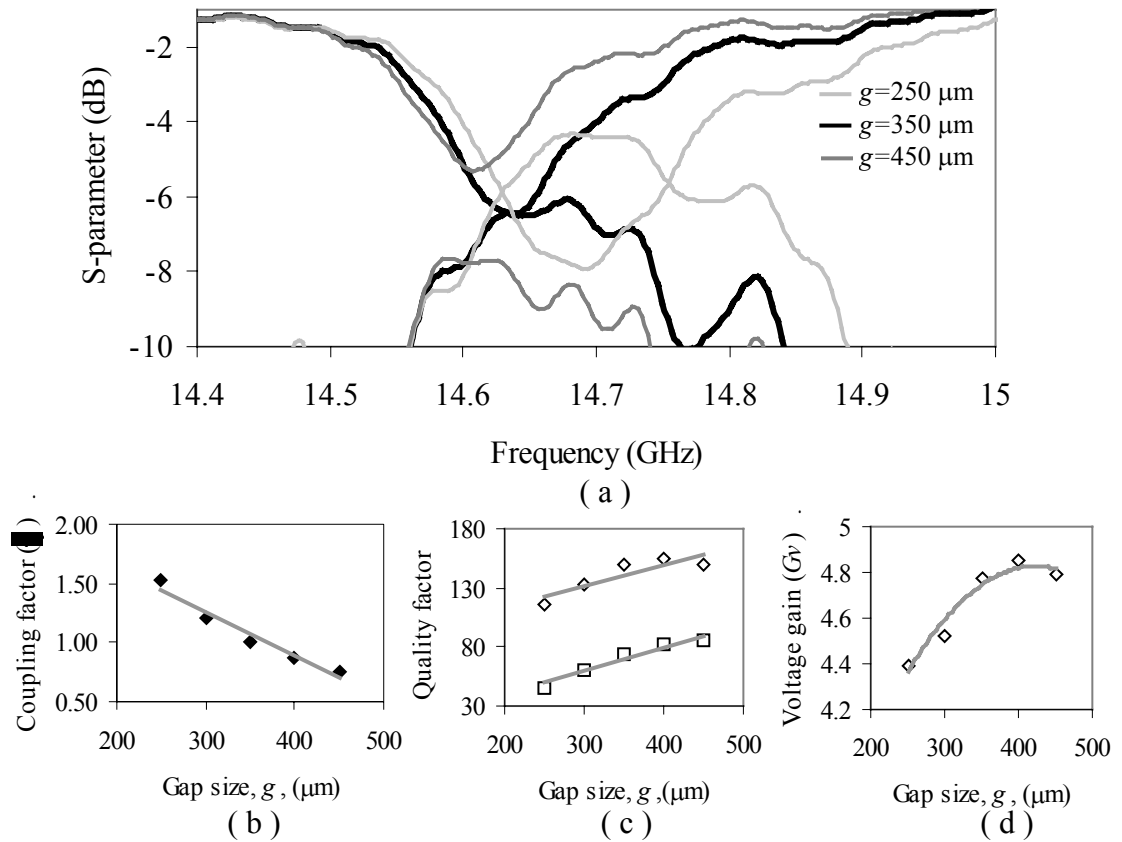 S-parameter (dB)
-2
-4
-6
-8
-10
g=250 μm
g=350 μm
g=450 μm
14.4 14.5 14.6 14.7 14.8 14.9 15
Frequency (GHz)
( a )
Coupling factor ( )
2.00
1.50
1.00
0.50
200 300 400 500
Gap size, g , (μm)
( b )
Quality factor
180
130
80
30
200 300 400 500
Gap size, g ,(μm)
( c )
Voltage gain (Gv)
5
4.8
4.6
4.4
4.2
200 300 400 500
Gap size, g , (μm)
( d )